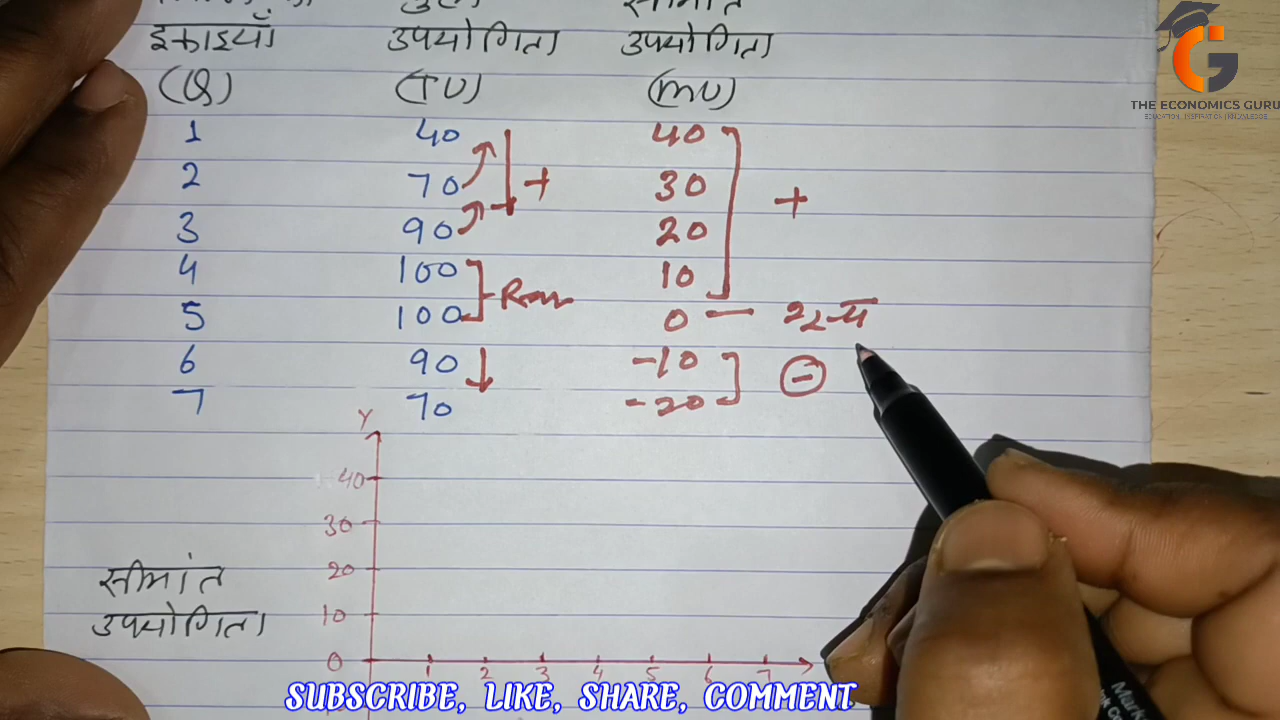 इकाइयाँ उपयोगिता उपयोगिता
(Q) (TU) (MU)
THE ECONOMICS GURU
1 40 40
2 70 + 30 +
3 90 20
4 100 10
5 100 0 — शून्य
6 90 -10 (-)
7 70 -20
Y
40
30
20
सीमांत
10
उपयोगिता
0
1 2 3 4 5 6 7
SUBSCRIBE, LIKE, SHARE, COMMENT